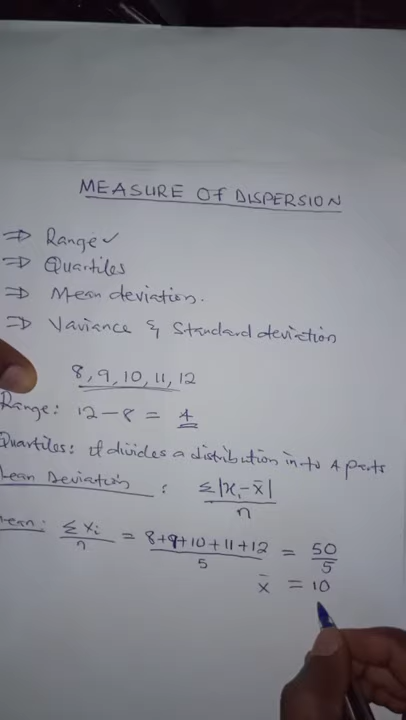 MEASURE OF DISPERSION
⇒ Range ✓
⇒ Quartiles
⇒ Mean deviation.
⇒ Variance & Standard deviation
8, 9, 10, 11, 12
Range: 12 - 8 = 4
Quartiles: it divides a distribution in to 4 parts
Mean Deviation : Σ|xi - x̄| / n
Mean: Σxi / n = 8+9+10+11+12 / 5 = 50 / 5
x̄ = 10